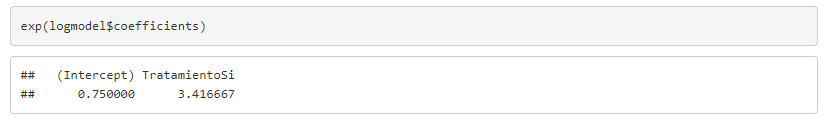 exp(logmodel$coefficients)
##   (Intercept) TratamientoSi
##      0.750000      3.416667